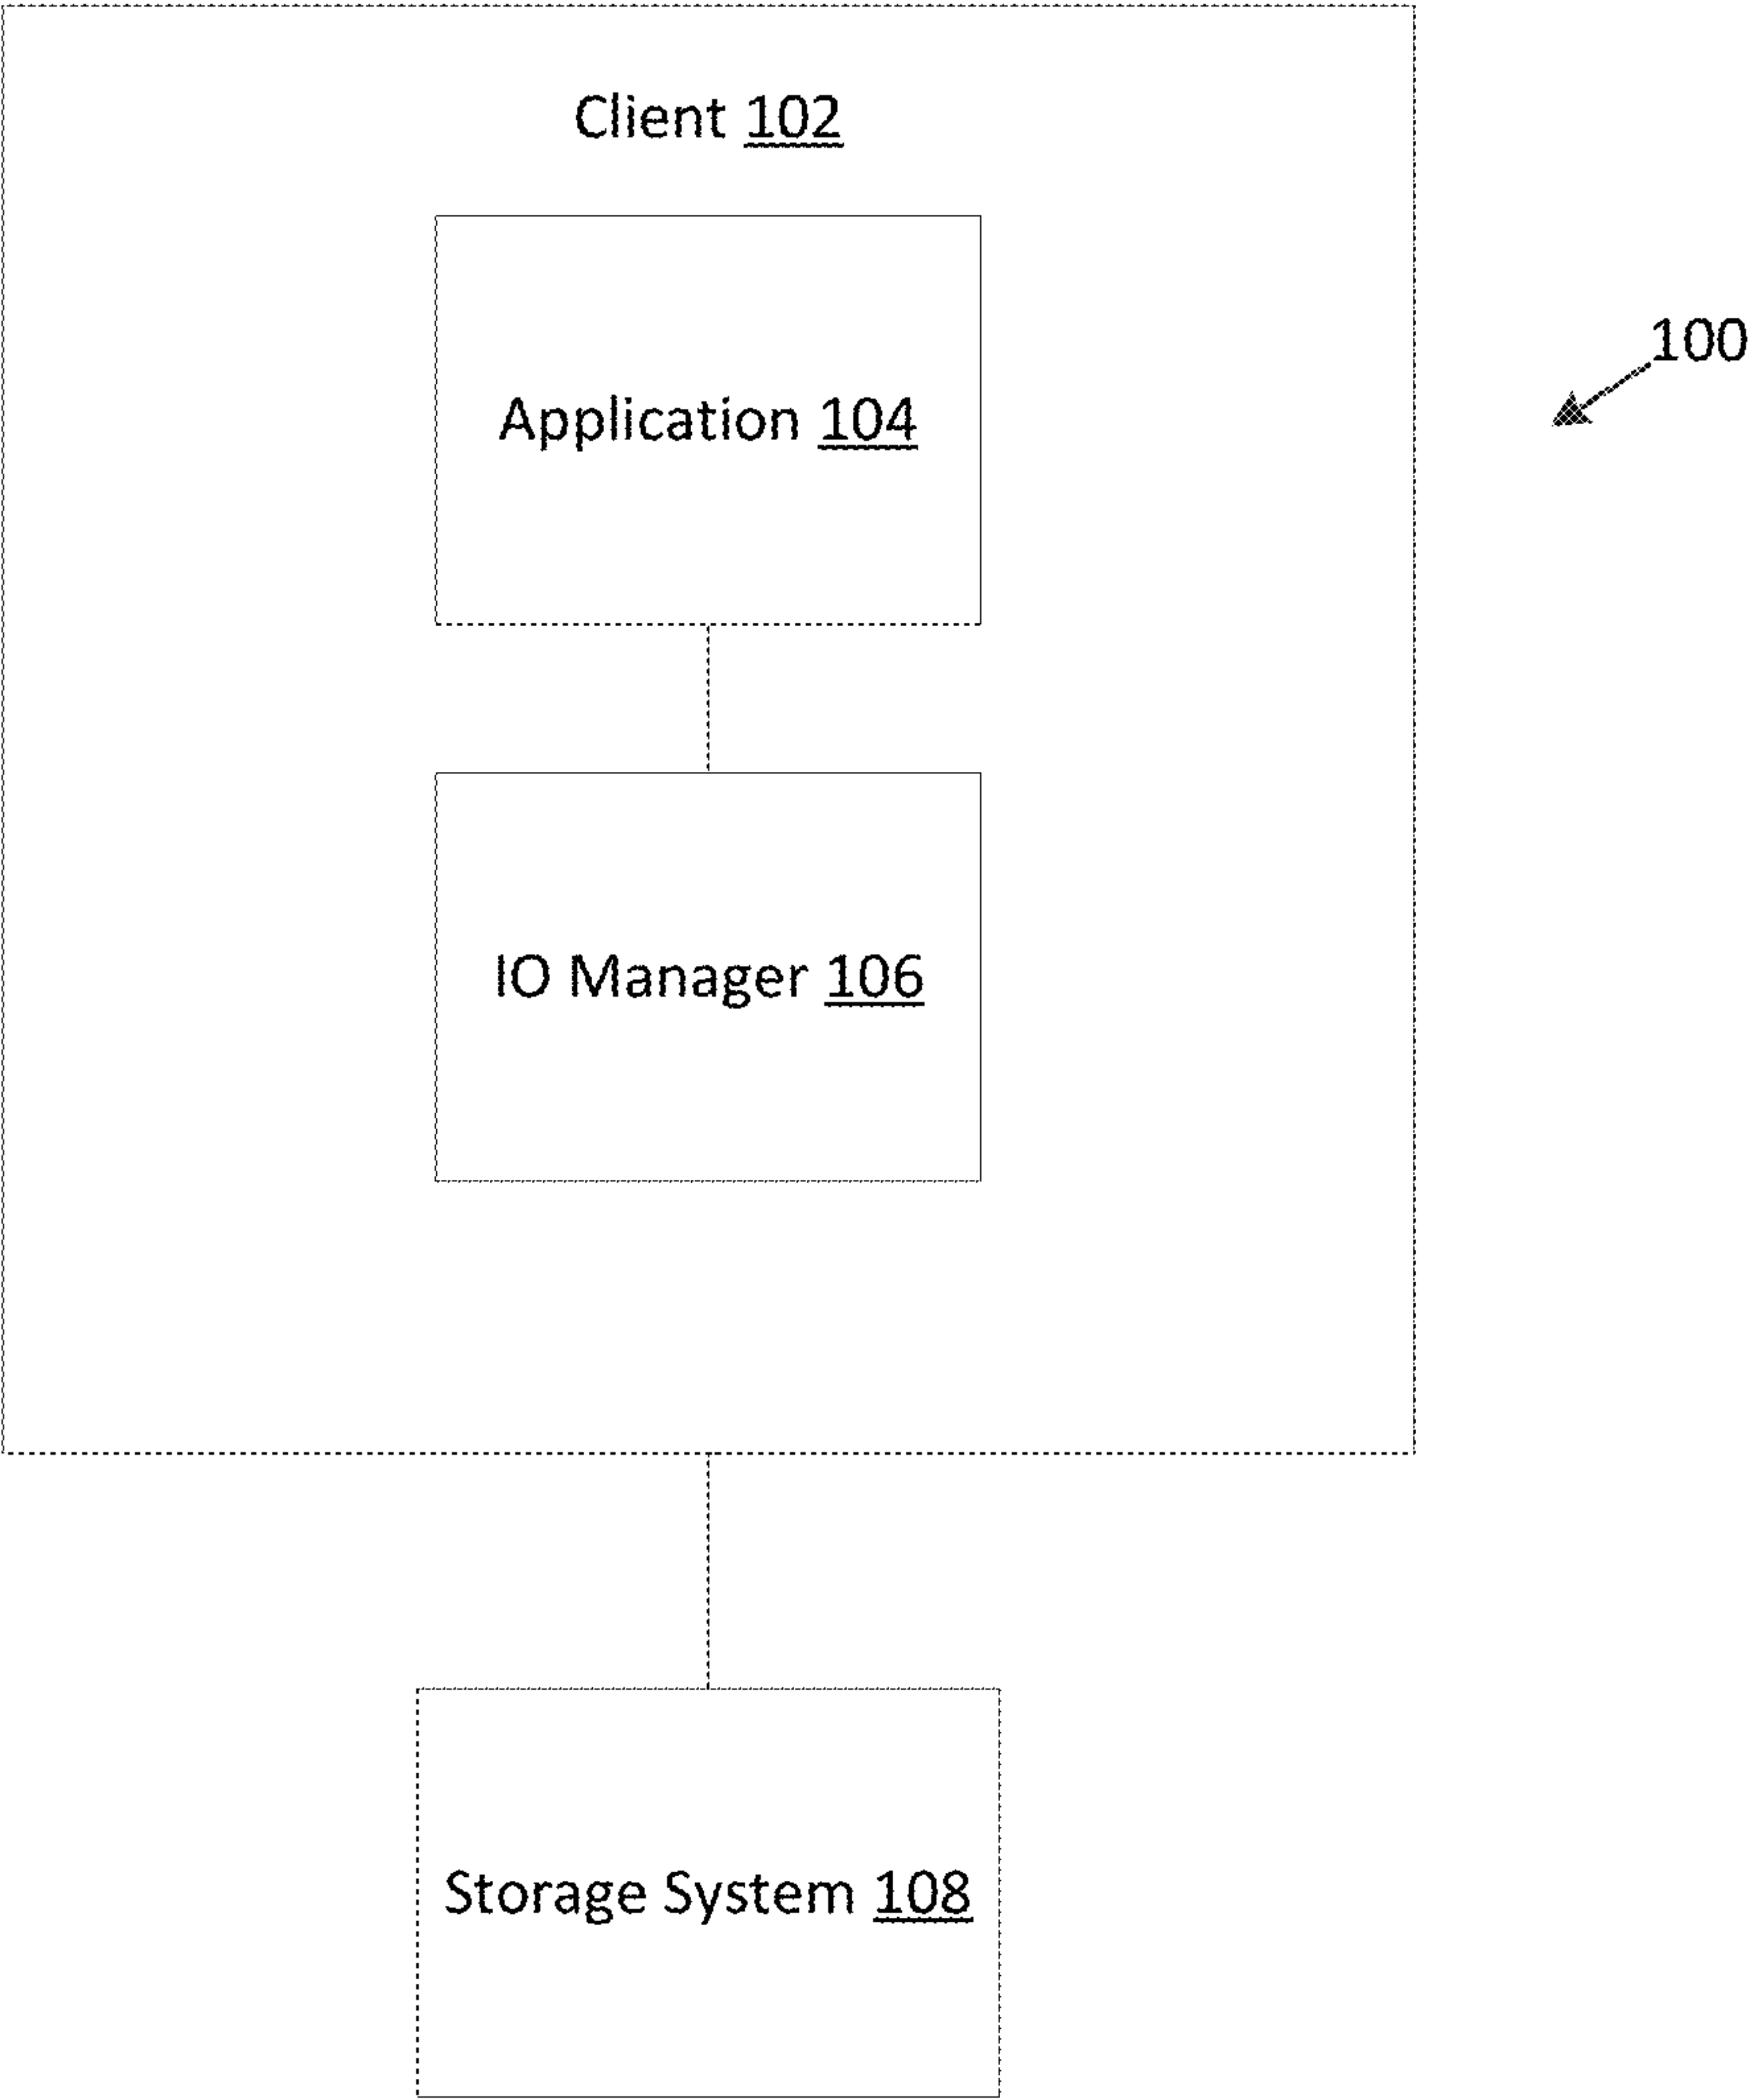 Client 102
100
Application 104
IO Manager 106
Storage System 108